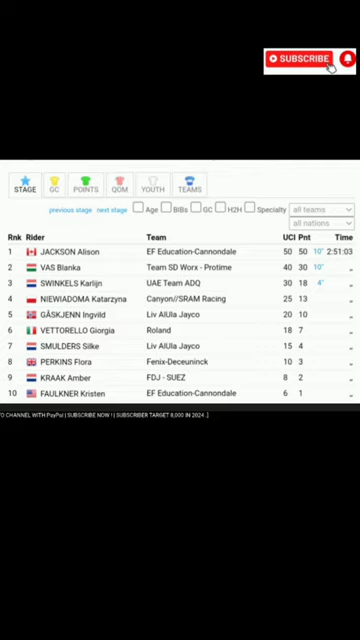 SUBSCRIBE
STAGE GC POINTS QOM YOUTH TEAMS
previous stage next stage Age BIBs GC H2H Specialty all teams
all nations
Rnk Rider Team UCI Pnt Time
1 JACKSON Alison EF Education-Cannondale 50 50 10" 2:51:03
2 VAS Blanka Team SD Worx - Protime 40 30 10" ,,
3 SWINKELS Karlijn UAE Team ADQ 30 18 4" ,,
4 NIEWIADOMA Katarzyna Canyon//SRAM Racing 25 13 ,,
5 GÅSKJENN Ingvild Liv AlUla Jayco 20 10 ,,
6 VETTORELLO Giorgia Roland 18 7 ,,
7 SMULDERS Silke Liv AlUla Jayco 15 4 ,,
8 PERKINS Flora Fenix-Deceuninck 10 3 ,,
9 KRAAK Amber FDJ - SUEZ 8 2 ,,
10 FAULKNER Kristen EF Education-Cannondale 6 1 ,,
O CHANNEL WITH PayPol | SUBSCRIBE NOW ! | SUBSCRIBER TARGET 8,000 IN 2024 .]